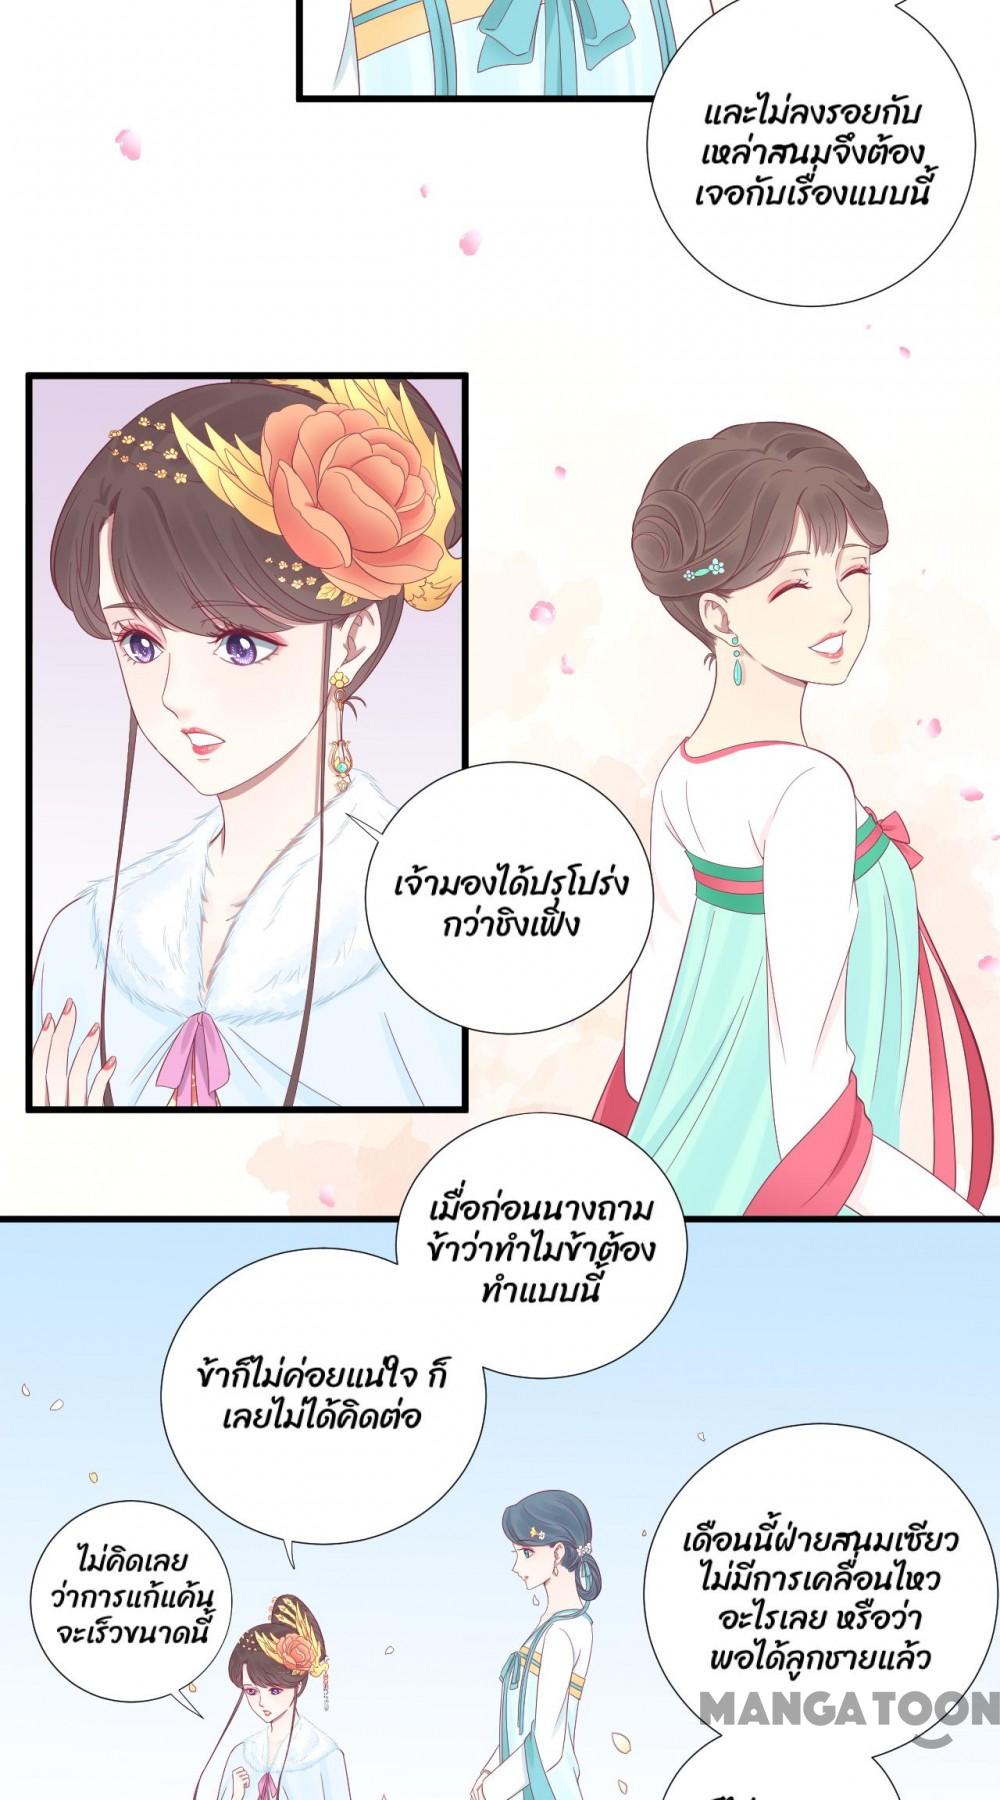 และไม่ลงรอยกับ
เหล่าสนมจึงต้อง
เจอกับเรื่องแบบนี้
เจ้ามองได้ปรุโปร่ง
กว่าชิงเฟิง
เมื่อก่อนนางถาม
ข้าว่าทำไมข้าต้อง
ทำแบบนี้
ข้าก็ไม่ค่อยแน่ใจ ก็
เลยไม่ได้คิดต่อ
ไม่คิดเลย
ว่าการแก้แค้น
จะเร็วขนาดนี้
เดือนนี้ฝ่ายสนมเซียว
ไม่มีการเคลื่อนไหว
อะไรเลย หรือว่า
พอได้ลูกชายแล้ว
MANGATOON